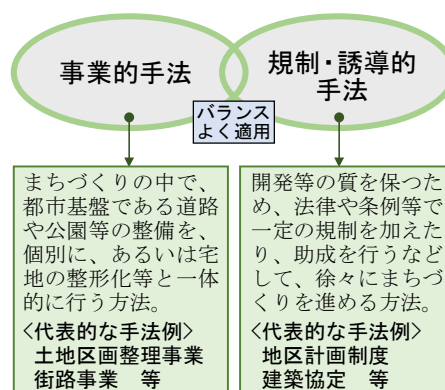 事業的手法
規制・誘導的
手法
バランス
よく適用
まちづくりの中で、
都市基盤である道路
や公園等の整備を、
個別に、あるいは宅
地の整形化等と一体
的に行う方法。
<代表的な手法例>
土地区画整理事業
街路事業　等
開発等の質を保つた
め、法律や条例等で
一定の規制を加えた
り、助成を行うなど
して、徐々にまちづ
くりを進める方法。
<代表的な手法例>
地区計画制度
建築協定　等